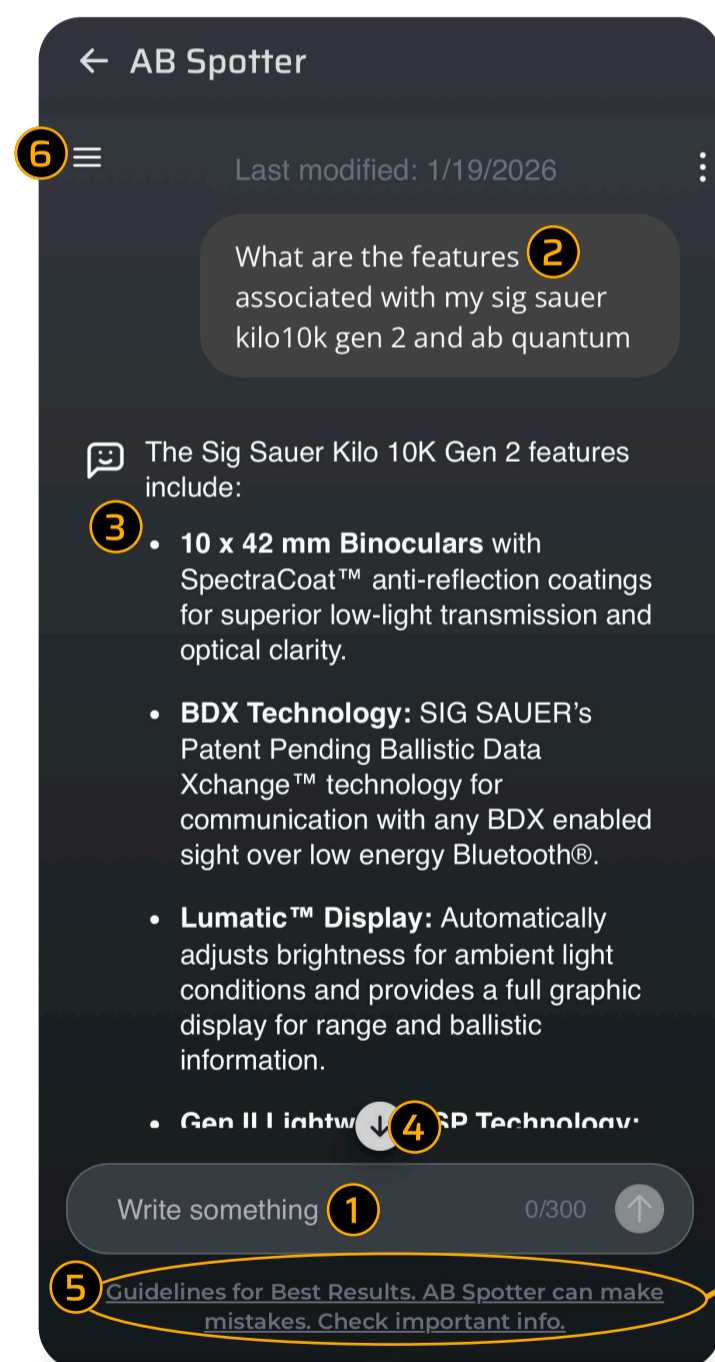 ← AB Spotter
6
Last modified: 1/19/2026
What are the features 2
associated with my sig sauer
kilo10k gen 2 and ab quantum
The Sig Sauer Kilo 10K Gen 2 features
include:
3
• 10 x 42 mm Binoculars with
SpectraCoat™ anti-reflection coatings
for superior low-light transmission and
optical clarity.
• BDX Technology: SIG SAUER's
Patent Pending Ballistic Data
Xchange™ technology for
communication with any BDX enabled
sight over low energy Bluetooth®.
• Lumatic™ Display: Automatically
adjusts brightness for ambient light
conditions and provides a full graphic
display for range and ballistic
information.
• Gen II 4 Technology:
Write something 1 0/300
5 Guidelines for Best Results. AB Spotter can make
mistakes. Check important info.